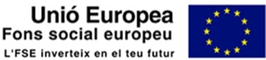 Unió Europea
Fons social europeu
L'FSE inverteix en el teu futur